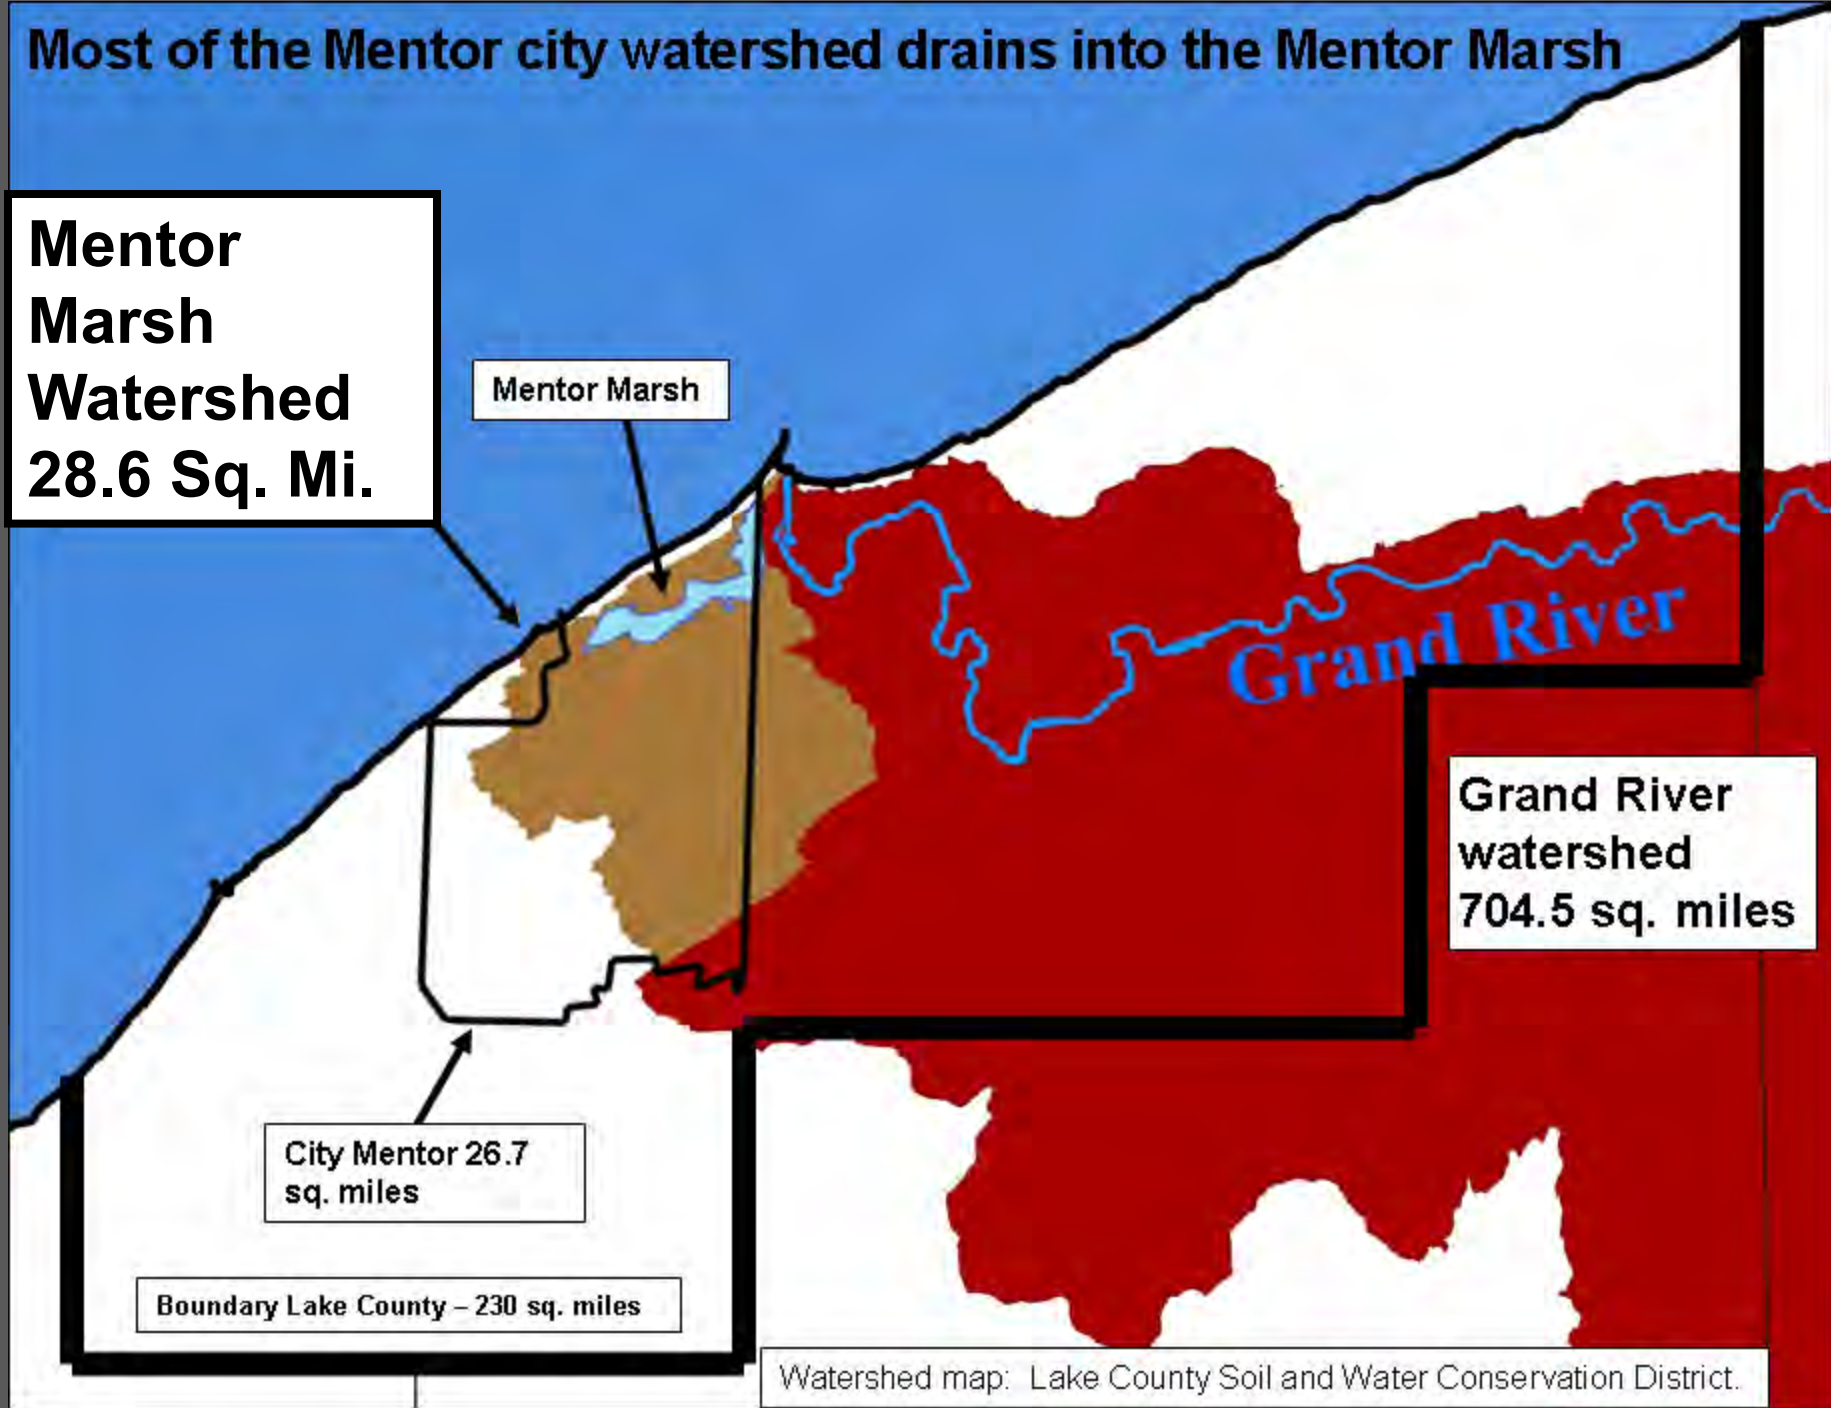 Most of the Mentor city watershed drains into the Mentor Marsh
Mentor
Marsh
Watershed
28.6 Sq. Mi.
Mentor Marsh
Grand River
Grand River
watershed
704.5 sq. miles
City Mentor 26.7
sq. miles
Boundary Lake County – 230 sq. miles
Watershed map: Lake County Soil and Water Conservation District.